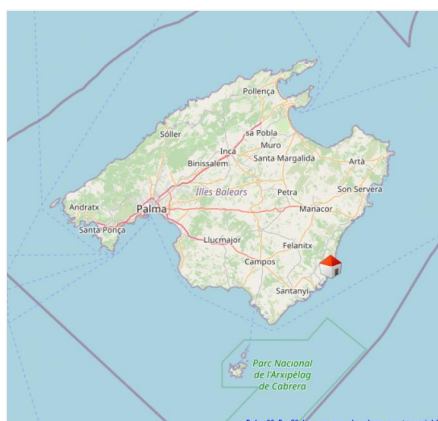 Pollença
Sóller
sa Pobla
Inca
Muro
Binissalem
Santa Margalida
Artà
Illes Balears
Petra
Son Servera
Andratx
Palma
Manacor
Santa Ponça
Llucmajor
Felanitx
Campos
Santanyí
Parc Nacional
de l'Arxipèlag
de Cabrera